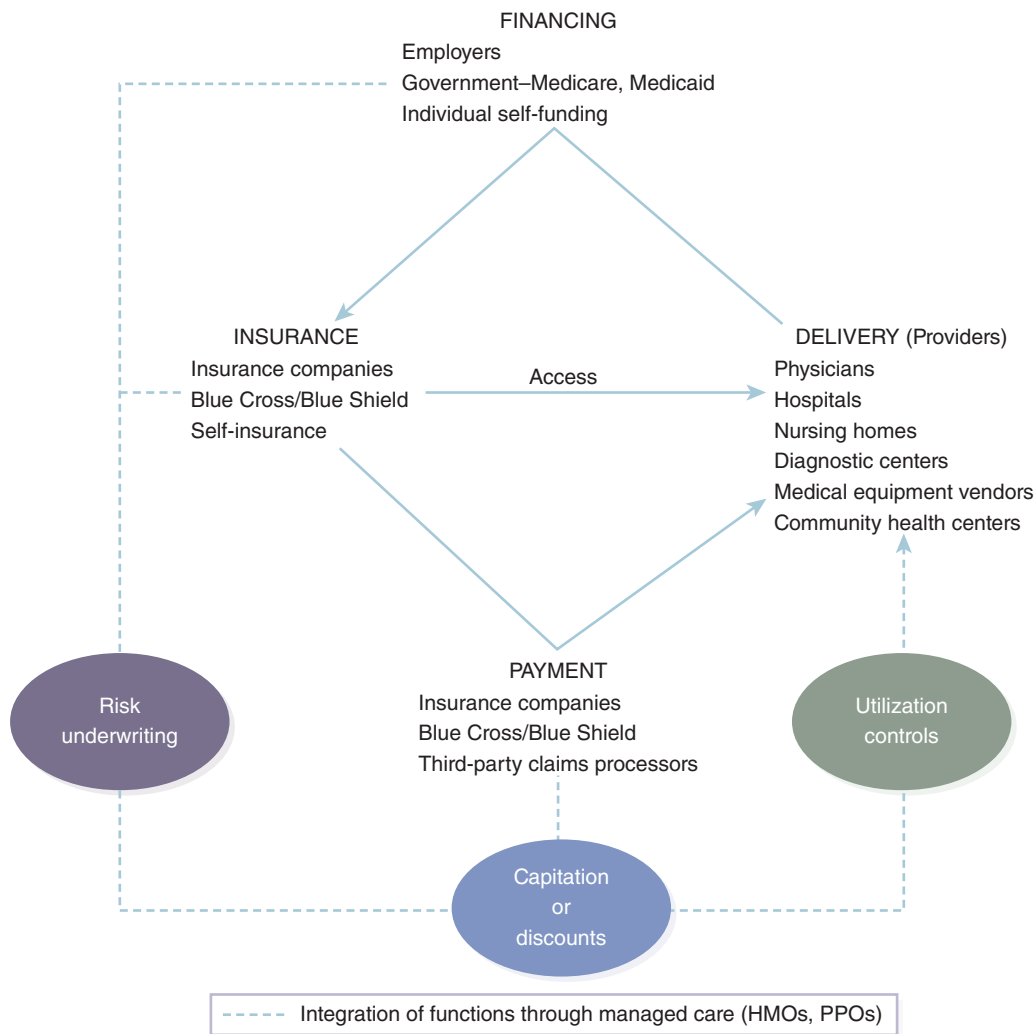 FINANCING
Employers
Government–Medicare, Medicaid
Individual self-funding
INSURANCE
Insurance companies
Blue Cross/Blue Shield
Self-insurance
Access
DELIVERY (Providers)
Physicians
Hospitals
Nursing homes
Diagnostic centers
Medical equipment vendors
Community health centers
Risk
underwriting
PAYMENT
Insurance companies
Blue Cross/Blue Shield
Third-party claims processors
Utilization
controls
Capitation
or
discounts
Integration of functions through managed care (HMOs, PPOs)